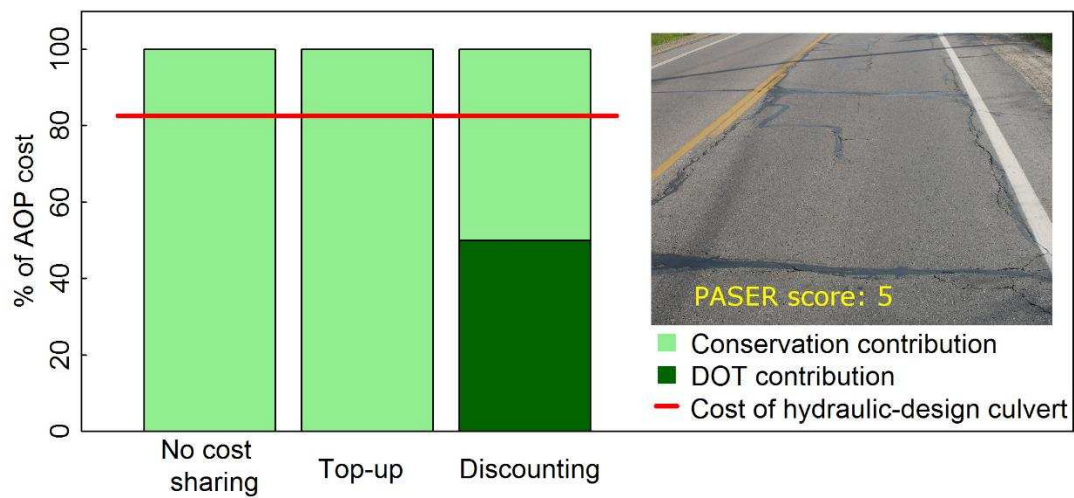 % of AOP cost
100
80
60
40
20
0
No cost
sharing
Top-up
Discounting
PASER score: 5
Conservation contribution
DOT contribution
Cost of hydraulic-design culvert